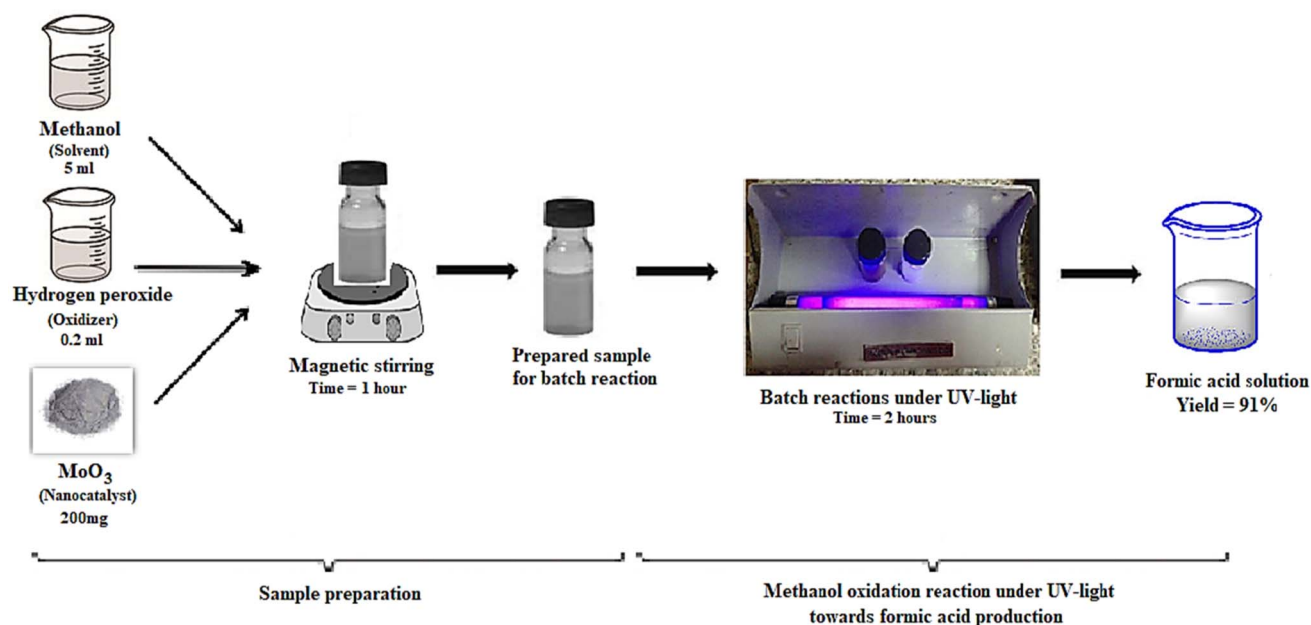 Methanol
(Solvent)
5 ml
Hydrogen peroxide
(Oxidizer)
0.2 ml
MoO₃
(Nanocatalyst)
200mg
Magnetic stirring
Time = 1 hour
Prepared sample
for batch reaction
Batch reactions under UV-light
Time = 2 hours
Formic acid solution
Yield = 91%
Sample preparation
Methanol oxidation reaction under UV-light
towards formic acid production